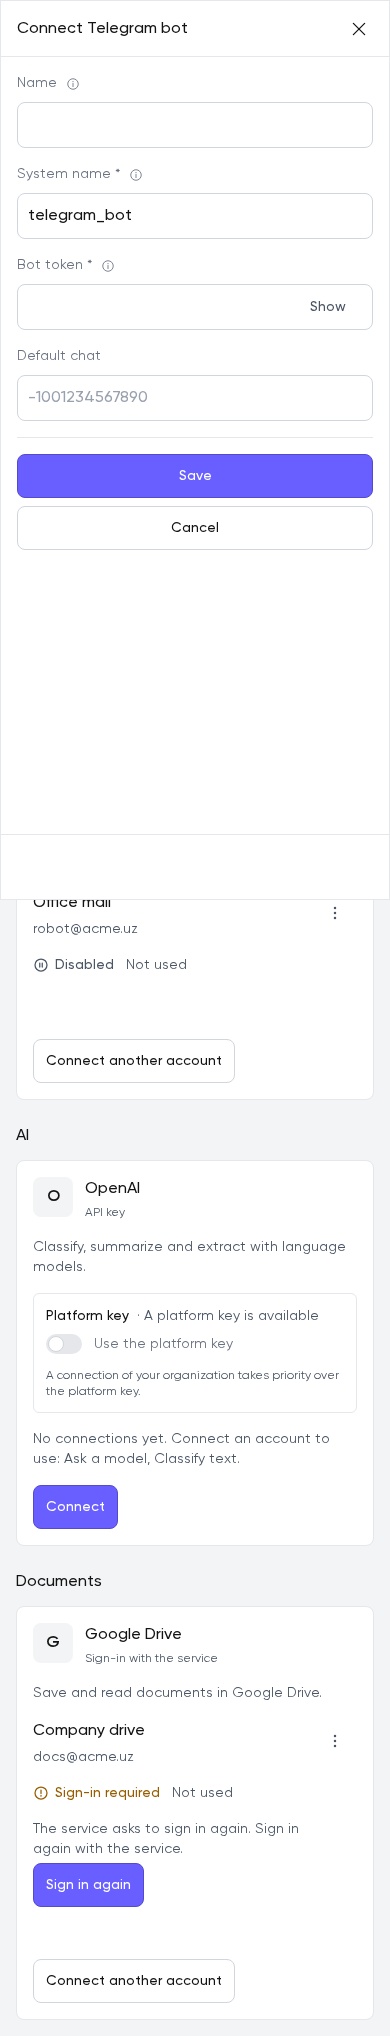 Connect Telegram bot
Name
System name *
telegram_bot
Bot token *
Show
Default chat
-1001234567890
Save
Cancel
Office mail
robot@acme.uz
Disabled Not used
Connect another account
AI
O
OpenAI
API key
Classify, summarize and extract with language
models.
Platform key · A platform key is available
Use the platform key
A connection of your organization takes priority over
the platform key.
No connections yet. Connect an account to
use: Ask a model, Classify text.
Connect
Documents
G
Google Drive
Sign-in with the service
Save and read documents in Google Drive.
Company drive
docs@acme.uz
Sign-in required Not used
The service asks to sign in again. Sign in
again with the service.
Sign in again
Connect another account